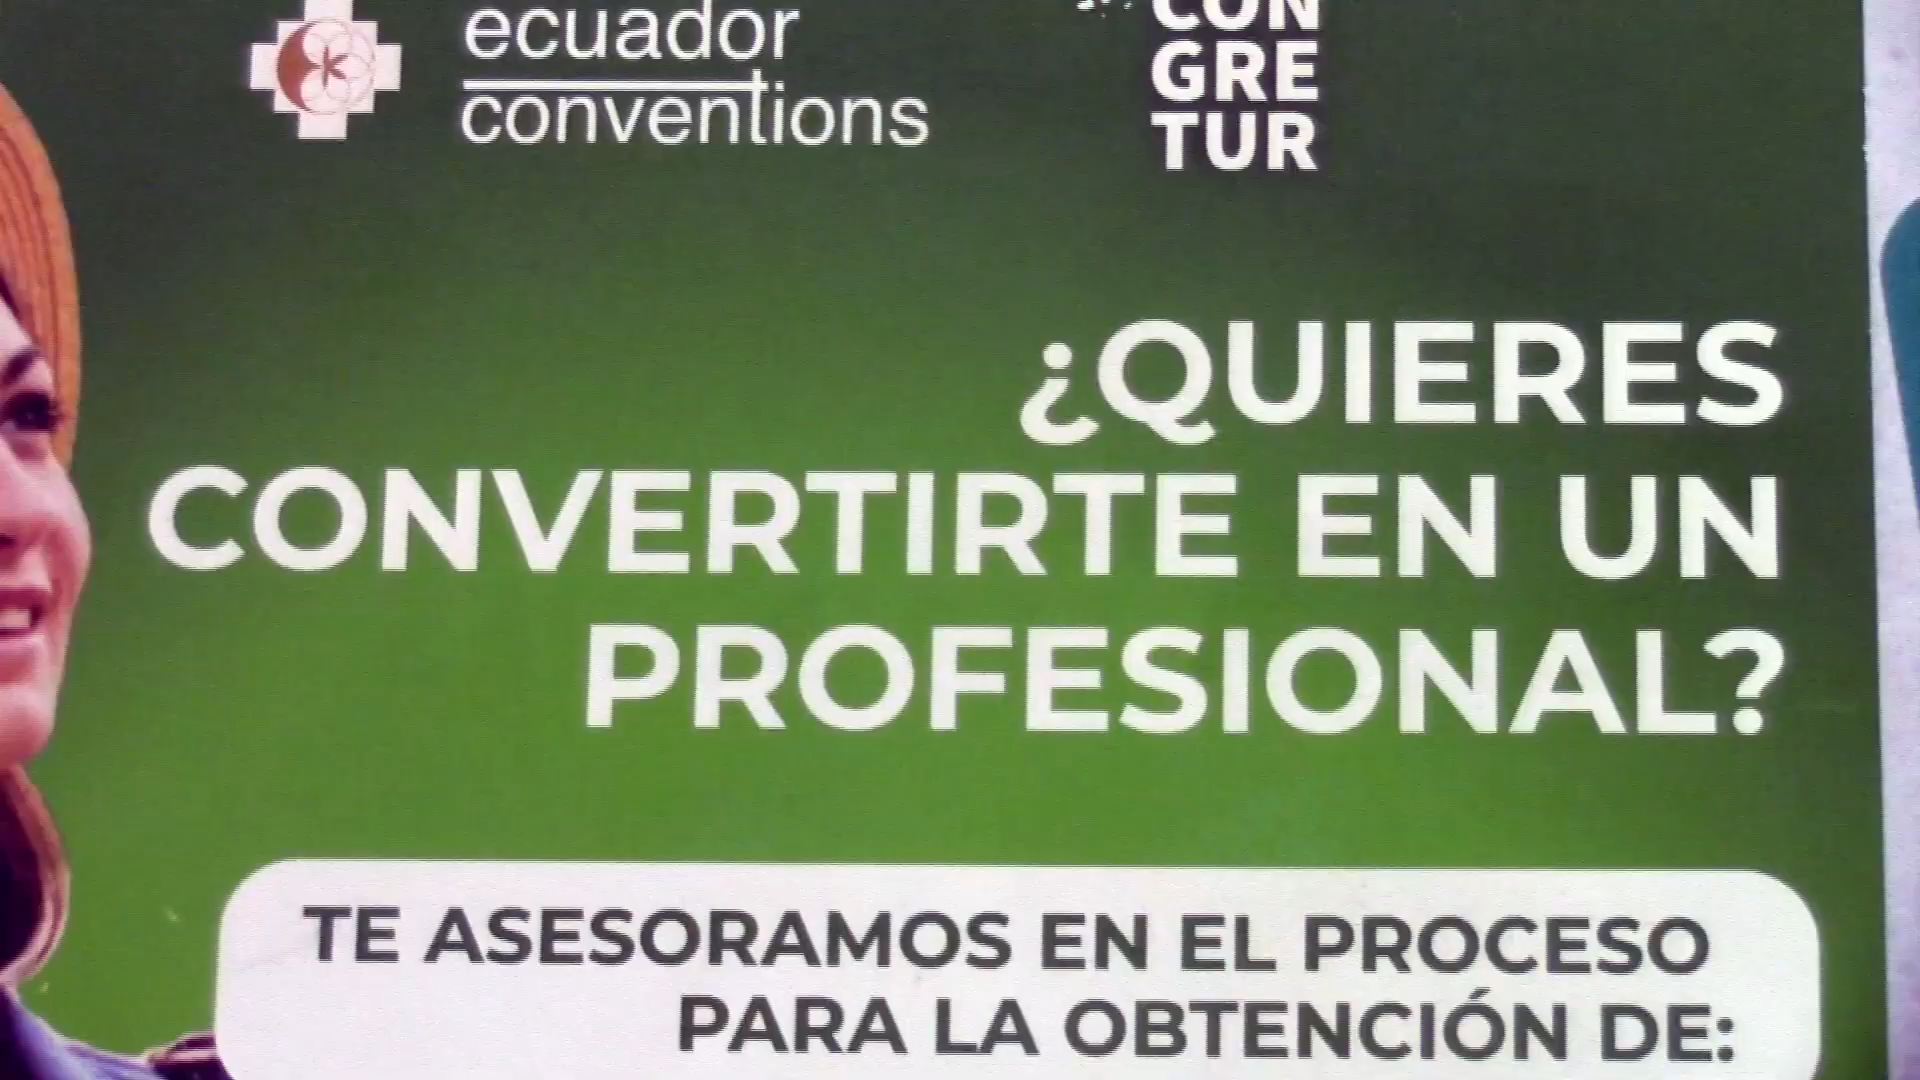 ecuador
conventions
CON
GRE
TUR
¿QUIERES
CONVERTIRTE EN UN
PROFESIONAL?
TE ASESORAMOS EN EL PROCESO
PARA LA OBTENCIÓN DE: